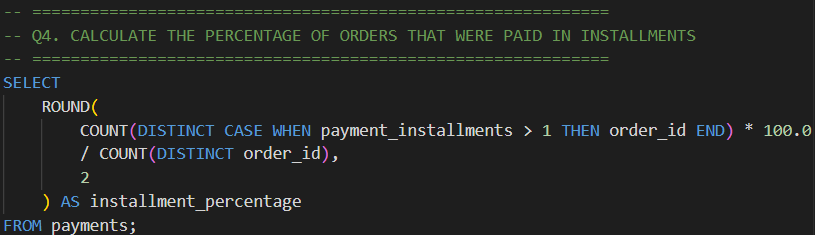 -- ============================================================
-- Q4. CALCULATE THE PERCENTAGE OF ORDERS THAT WERE PAID IN INSTALLMENTS
-- ============================================================
SELECT
    ROUND(
        COUNT(DISTINCT CASE WHEN payment_installments > 1 THEN order_id END) * 100.0
        / COUNT(DISTINCT order_id),
        2
    ) AS installment_percentage
FROM payments;